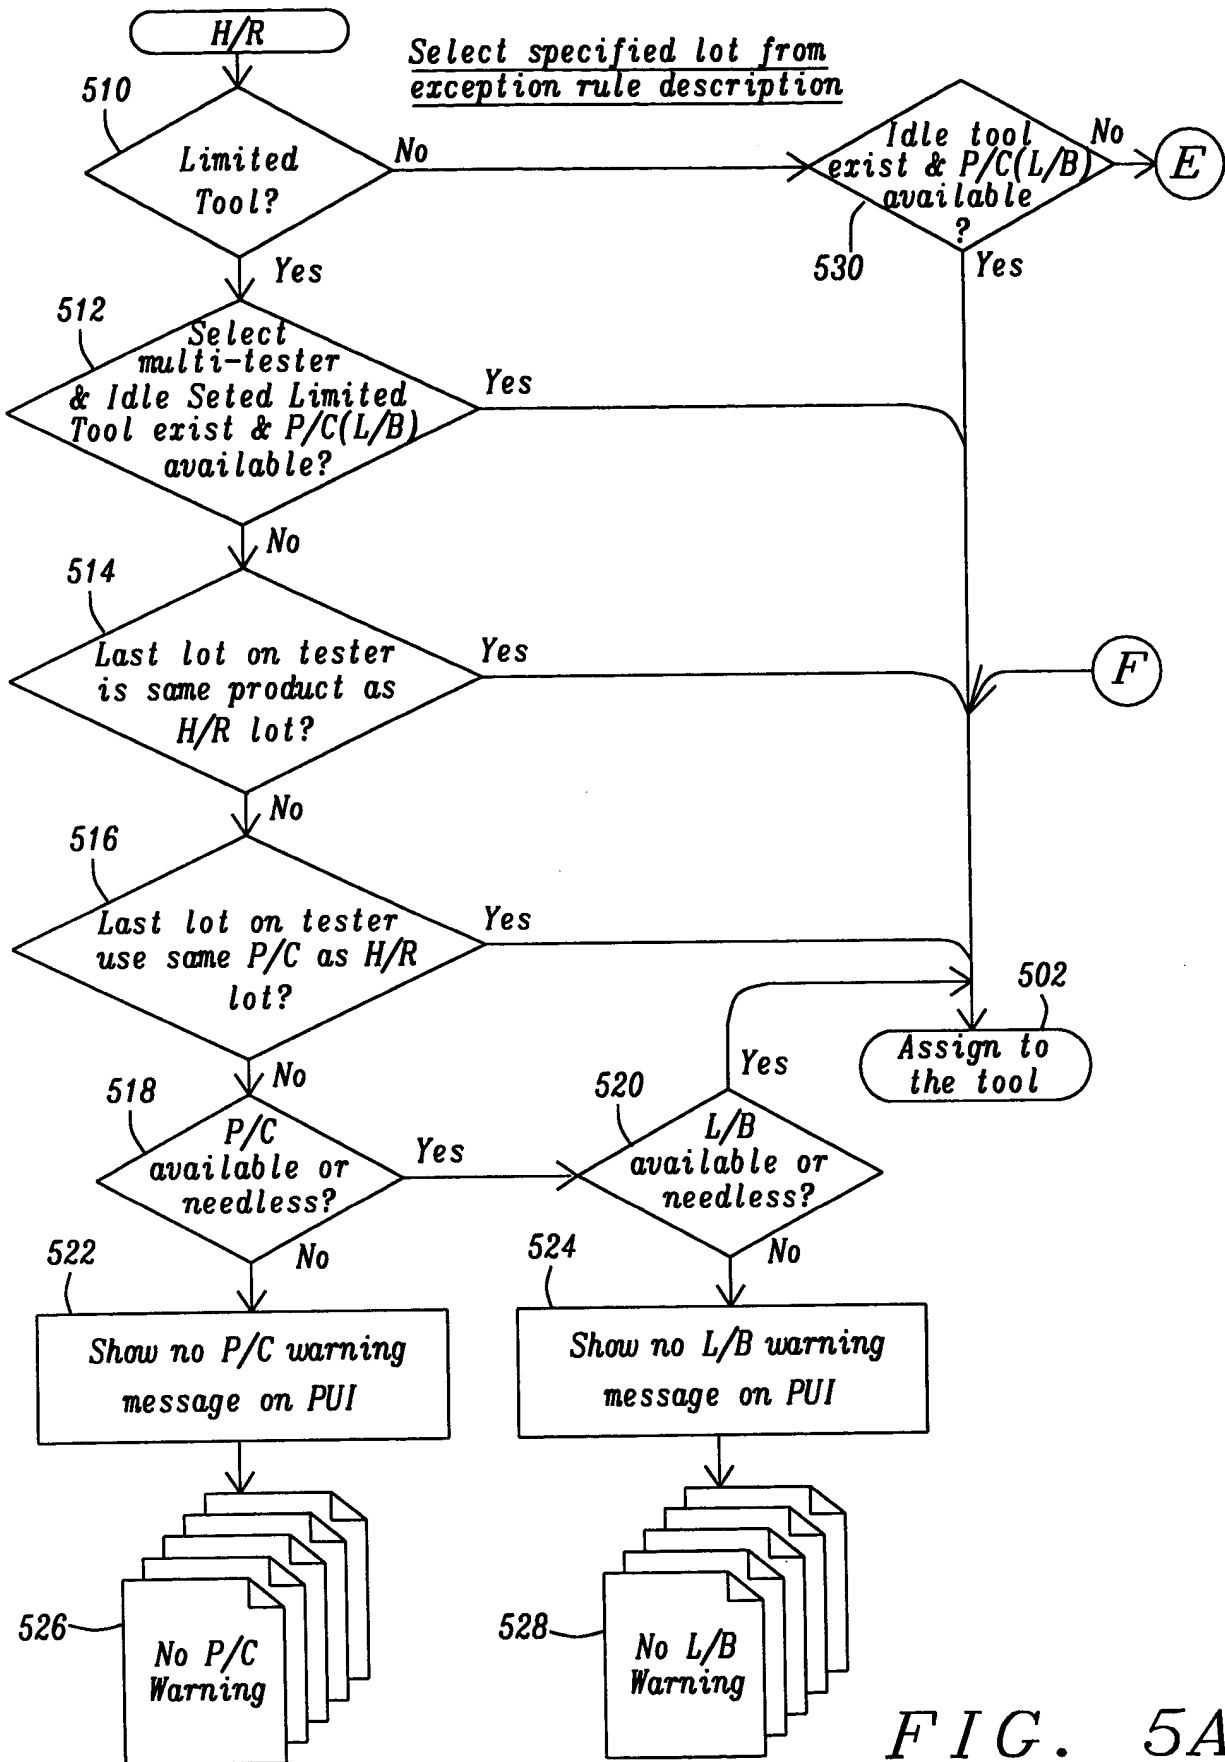 H/R
Select specified lot from
exception rule description
510
Limited
Tool?
No
Yes
Idle tool
exist & P/C(L/B)
available
?
530
No
E
Yes
512
Select
multi-tester
& Idle Seted Limited
Tool exist & P/C(L/B)
available?
Yes
No
514
Last lot on tester
is same product as
H/R lot?
Yes
F
No
516
Last lot on tester
use same P/C as H/R
lot?
Yes
No
502
Assign to
the tool
518
P/C
available or
needless?
Yes
No
520
L/B
available or
needless?
Yes
No
522
Show no P/C warning
message on PUI
524
Show no L/B warning
message on PUI
526
No P/C
Warning
528
No L/B
Warning
FIG. 5A